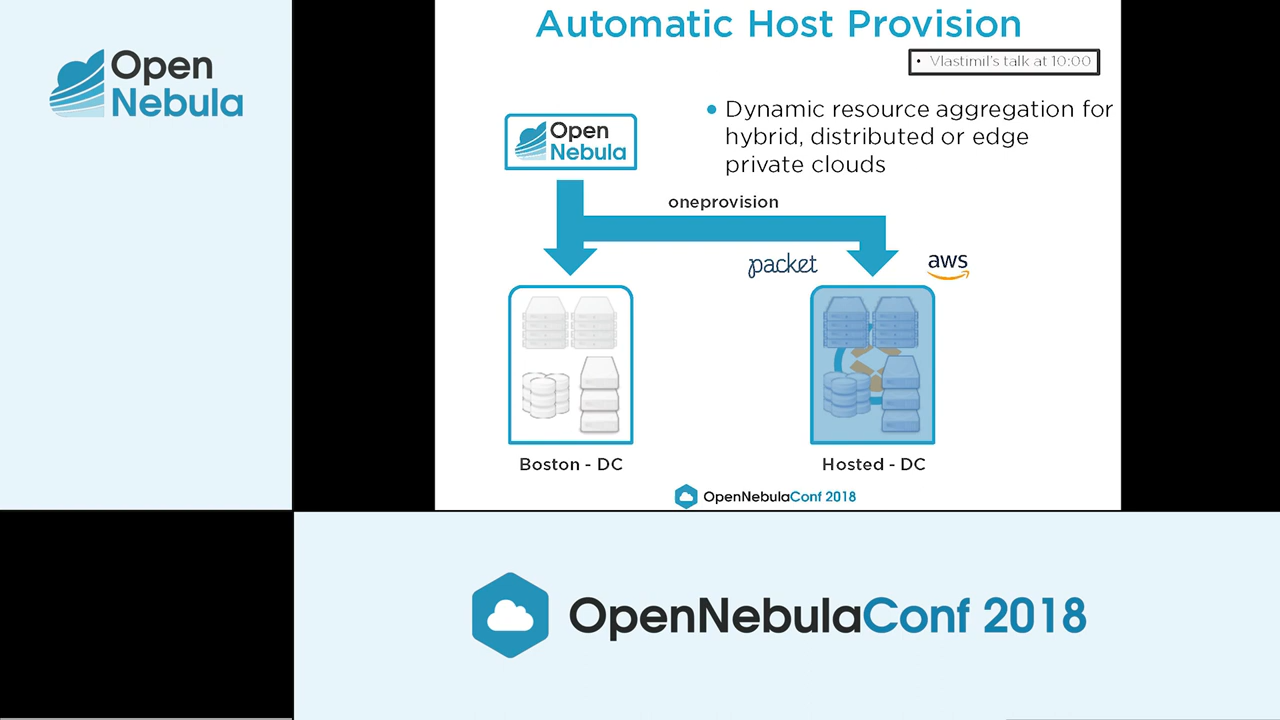 Open
Nebula
Automatic Host Provision
• Vlastimil's talk at 10:00
• Dynamic resource aggregation for
hybrid, distributed or edge
private clouds
Open
Nebula
oneprovision
packet
aws
Boston - DC
Hosted - DC
OpenNebulaConf 2018
OpenNebulaConf 2018